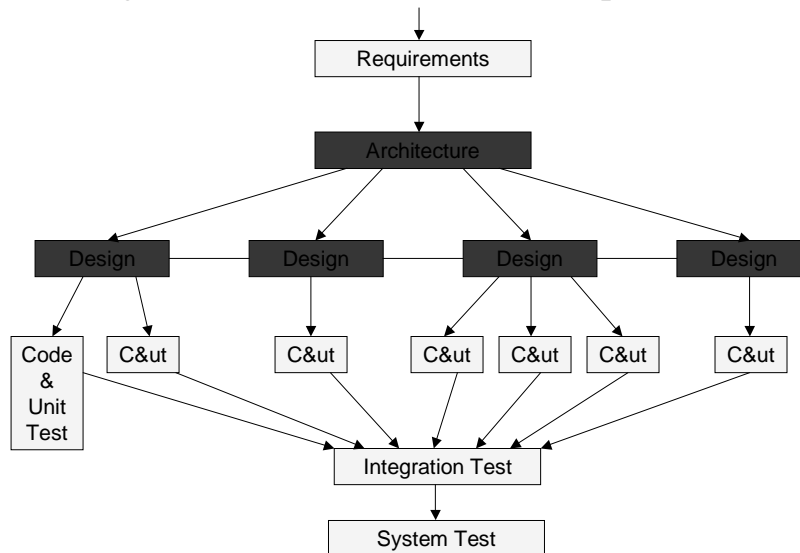 Requirements
Architecture
Design
Design
Design
Design
Code
&
Unit
Test
C&ut
C&ut
C&ut
C&ut
C&ut
C&ut
Integration Test
System Test